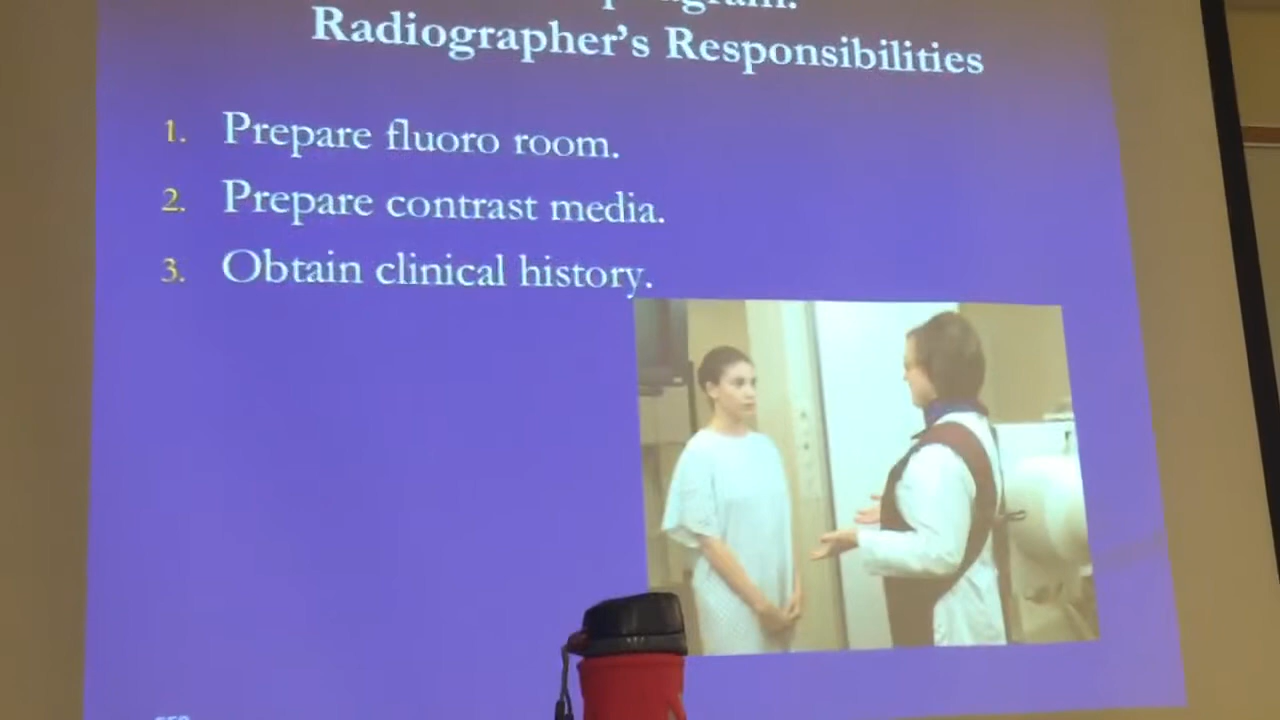 Radiographer's Responsibilities
1. Prepare fluoro room.
2. Prepare contrast media.
3. Obtain clinical history.